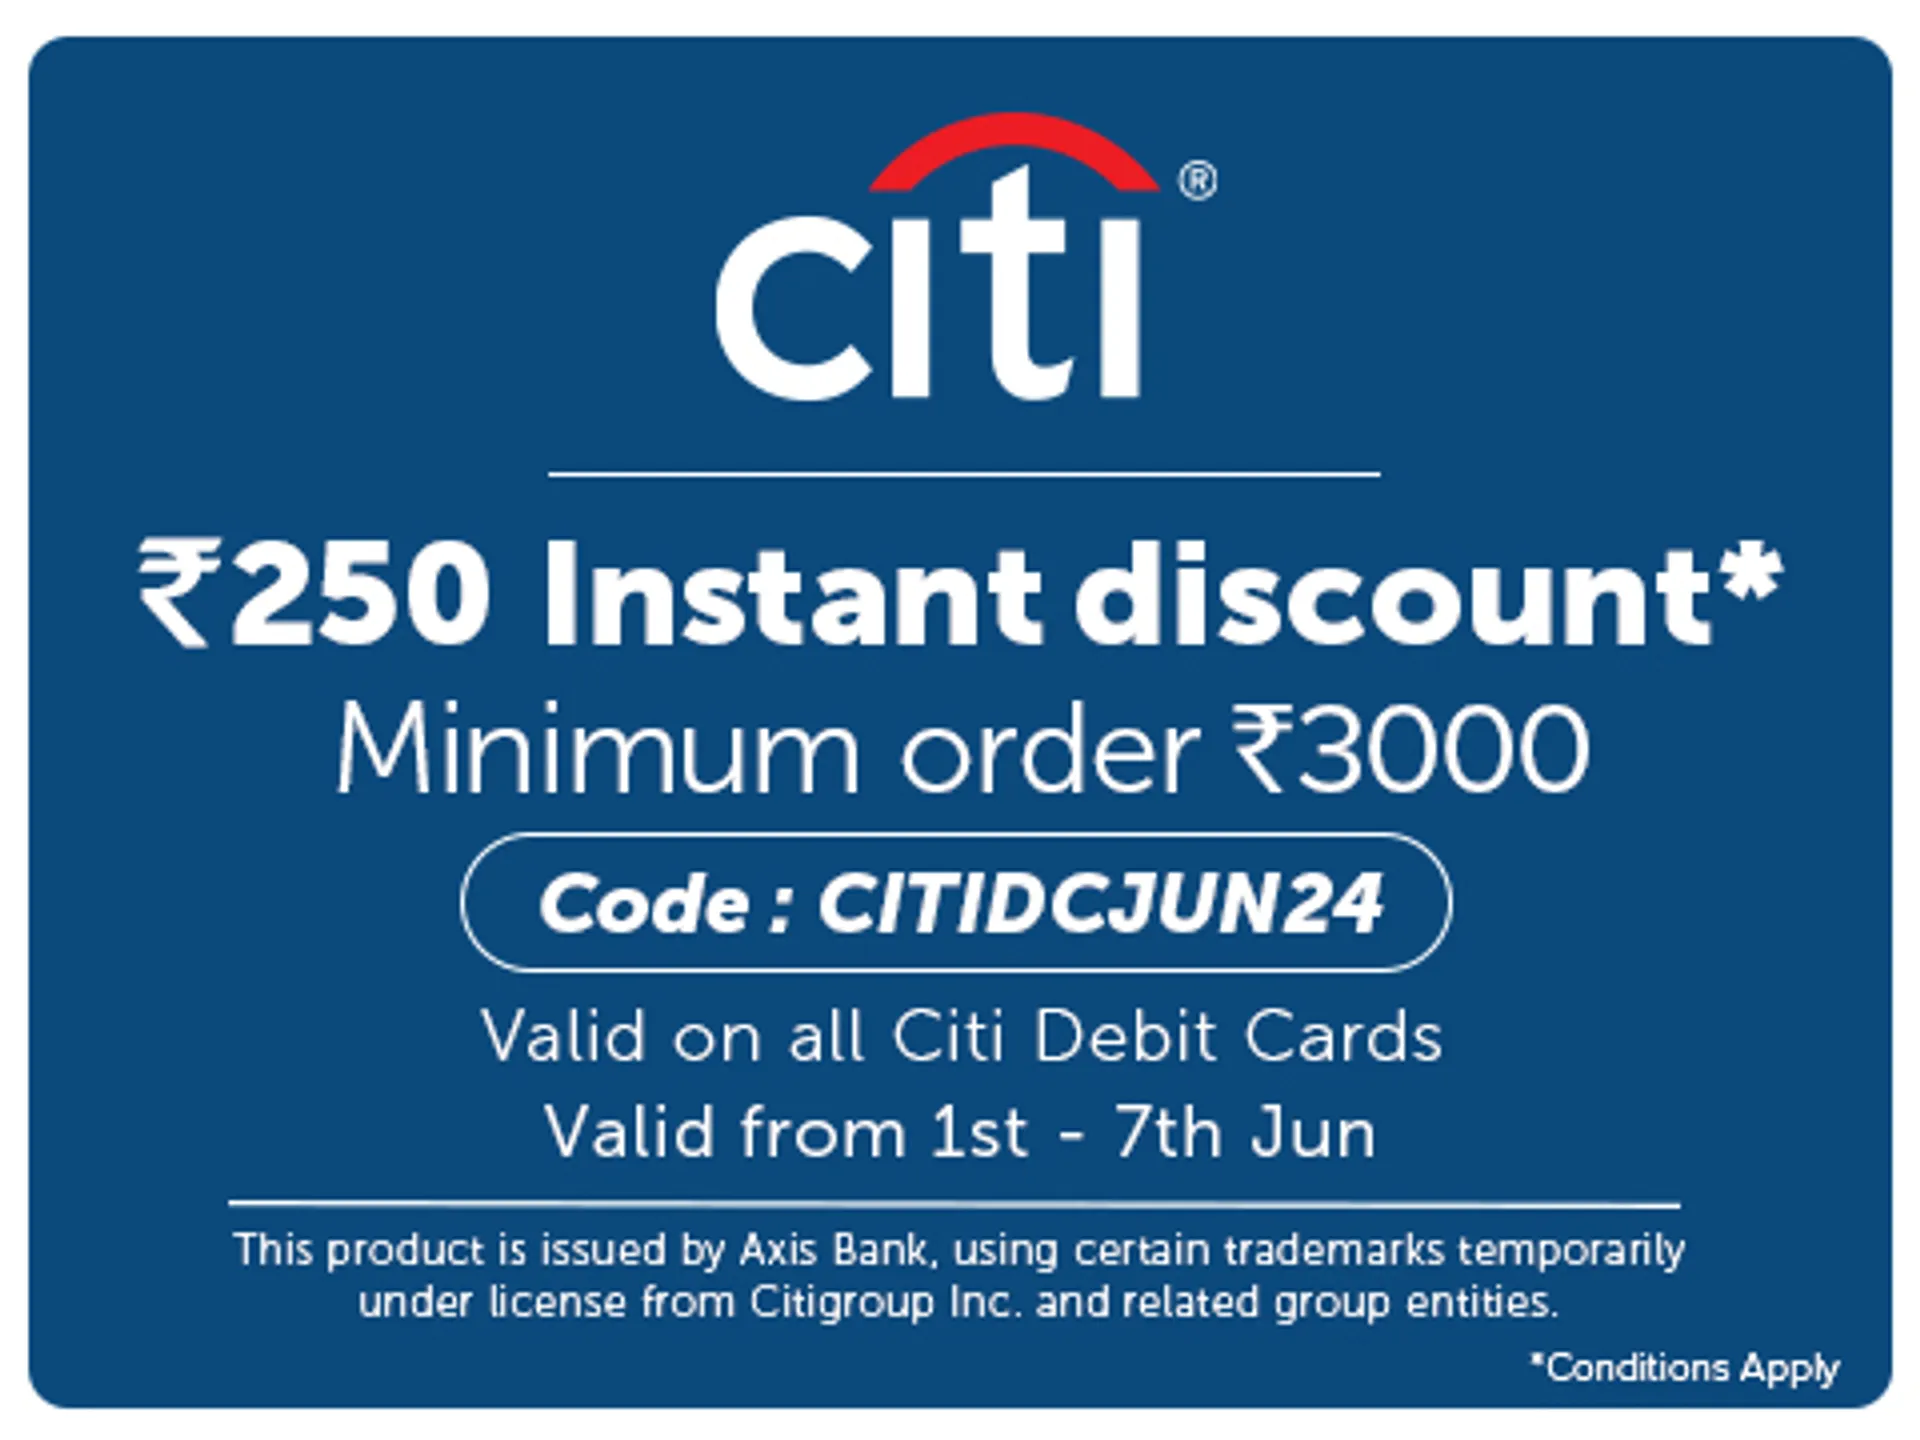 citi®
₹250 Instant discount*
Minimum order ₹3000
Code : CITIDCJUN24
Valid on all Citi Debit Cards
Valid from 1st - 7th Jun
This product is issued by Axis Bank, using certain trademarks temporarily
under license from Citigroup Inc. and related group entities.
*Conditions Apply